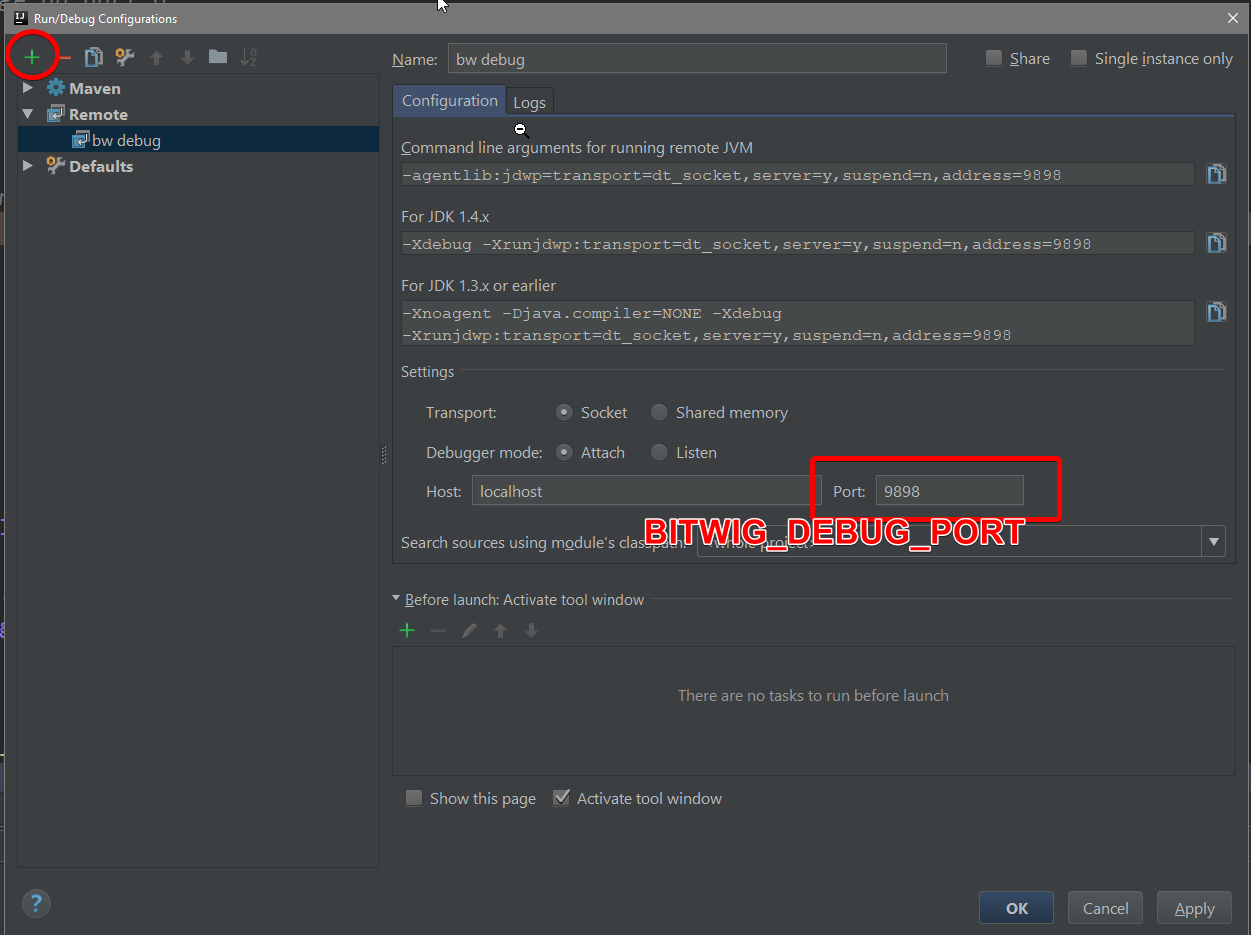 Run/Debug Configurations
Name: bw debug
Share
Single instance only
Maven
Remote
bw debug
Defaults
Configuration
Logs
Command line arguments for running remote JVM
-agentlib:jdwp=transport=dt_socket,server=y,suspend=n,address=9898
For JDK 1.4.x
-Xdebug -Xrunjdwp:transport=dt_socket,server=y,suspend=n,address=9898
For JDK 1.3.x or earlier
-Xnoagent -Djava.compiler=NONE -Xdebug
-Xrunjdwp:transport=dt_socket,server=y,suspend=n,address=9898
Settings
Transport: Socket Shared memory
Debugger mode: Attach Listen
Host: localhost Port: 9898
BITWIG_DEBUG_PORT
Search sources using module's classpath: <whole project>
Before launch: Activate tool window
There are no tasks to run before launch
Show this page Activate tool window
OK Cancel Apply